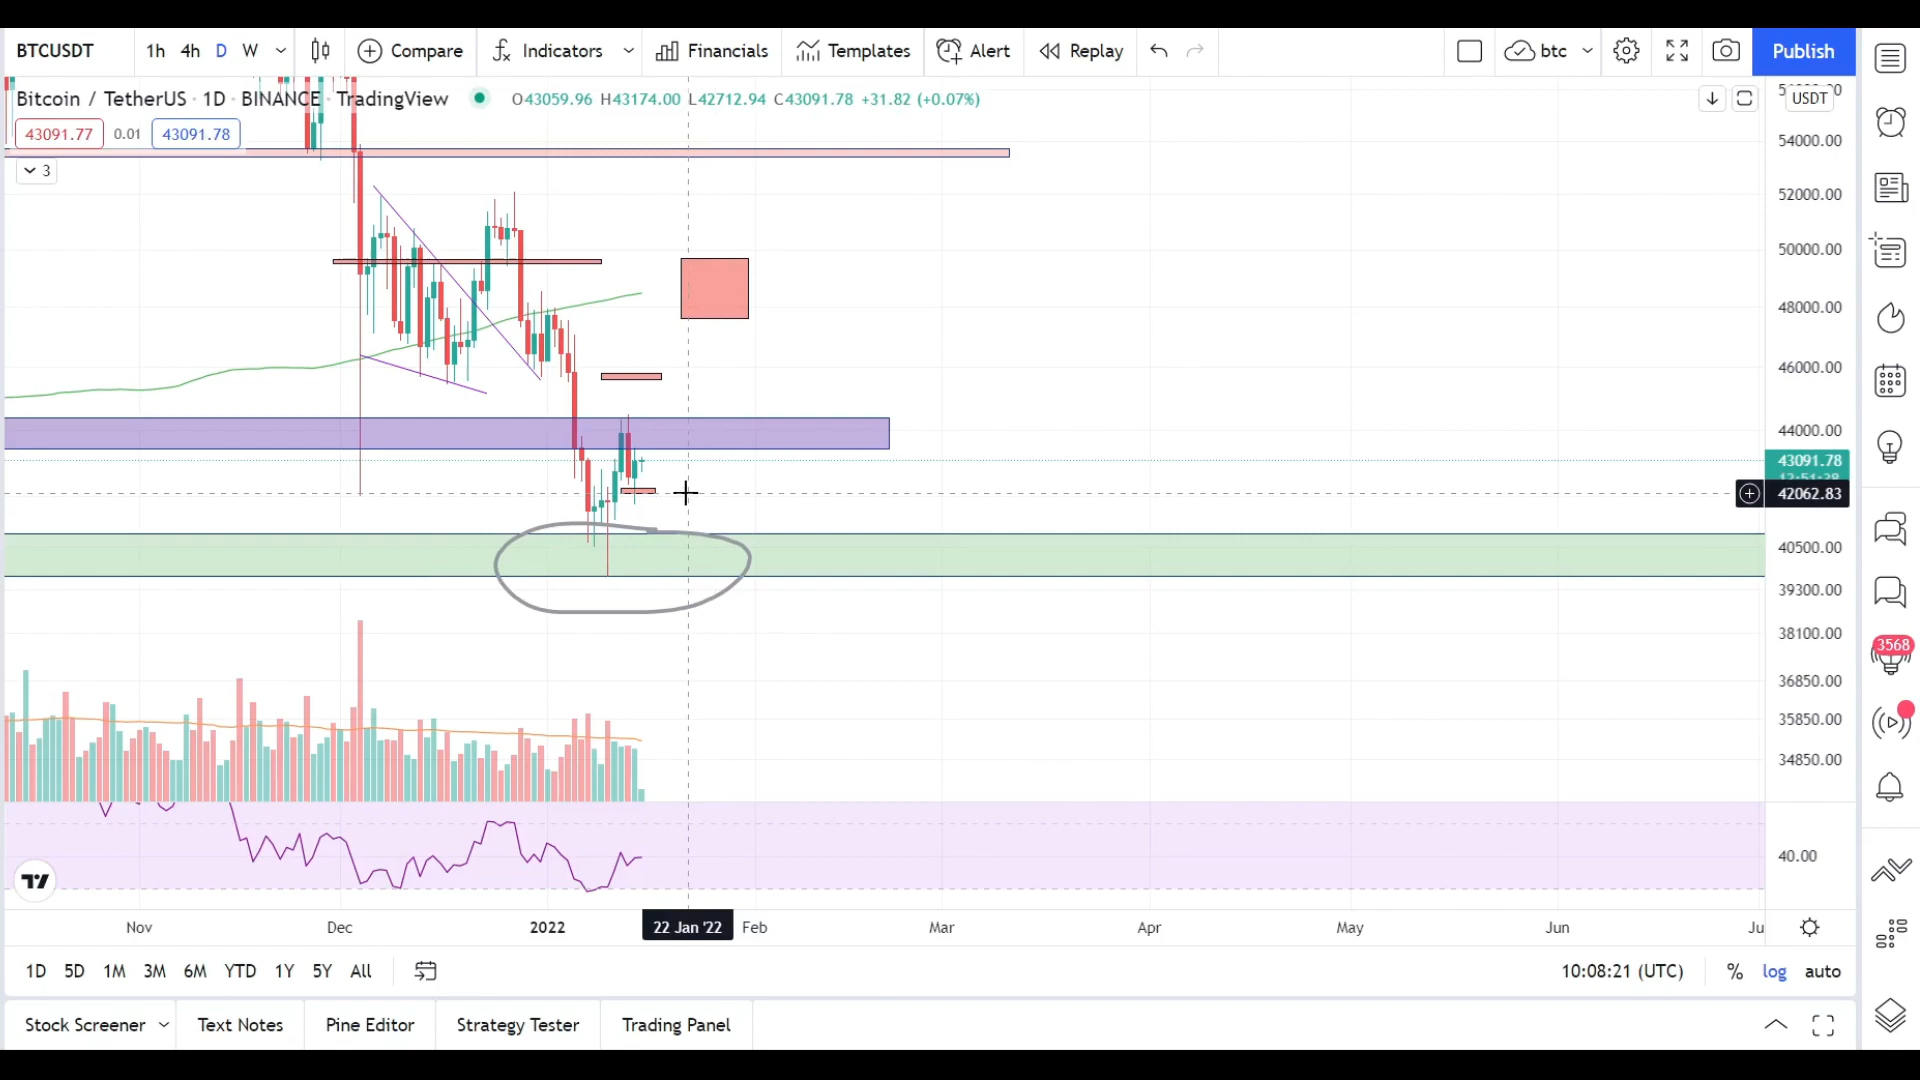 BTCUSDT 1h 4h D W Compare Indicators Financials Templates Alert Replay btc Publish
Bitcoin / TetherUS · 1D · BINANCE · TradingView O43059.96 H43174.00 L42712.94 C43091.78 +31.82 (+0.07%)
USDT
43091.77 0.01 43091.78
3
54000.00
52000.00
50000.00
48000.00
46000.00
44000.00
43091.78
42062.83
40500.00
39300.00
38100.00
3568
36850.00
35850.00
34850.00
40.00
Nov Dec 2022 22 Jan '22 Feb Mar Apr May Jun Ju
1D 5D 1M 3M 6M YTD 1Y 5Y All 10:08:21 (UTC) % log auto
Stock Screener Text Notes Pine Editor Strategy Tester Trading Panel